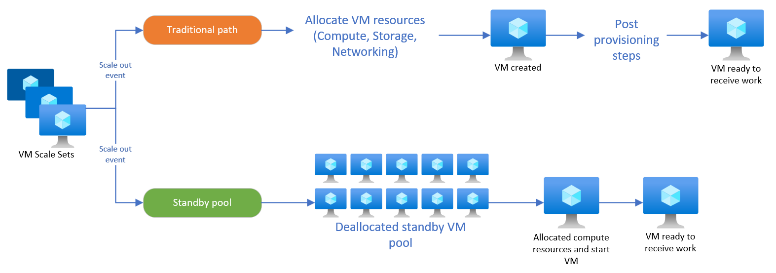 Traditional path
Allocate VM resources
(Compute, Storage,
Networking)
VM created
Post
provisioning
steps
VM ready to
receive work
Scale out
event
VM Scale Sets
Scale out
event
Standby pool
Deallocated standby VM
pool
Allocated compute
resources and start
VM
VM ready to
receive work